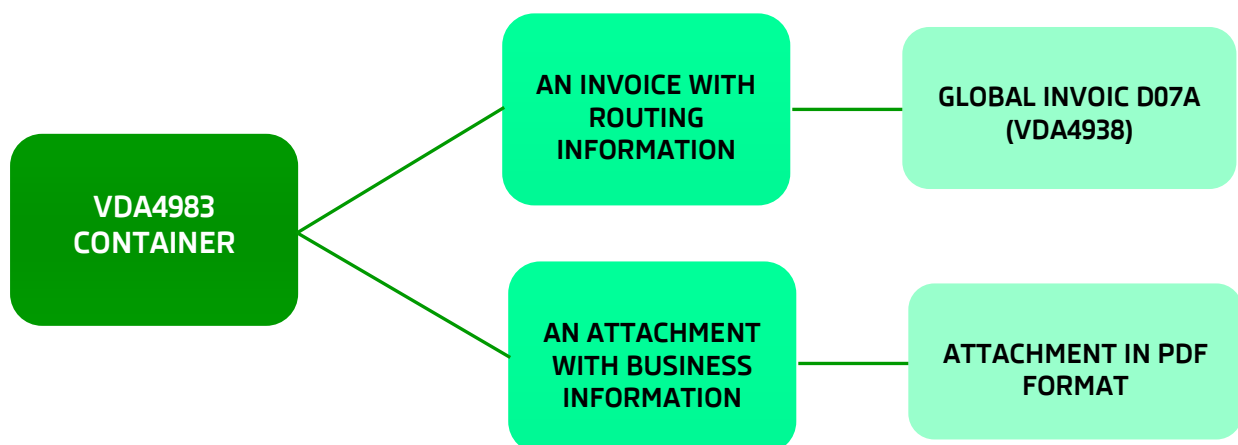 VDA4983
CONTAINER
AN INVOICE WITH
ROUTING
INFORMATION
GLOBAL INVOIC D07A
(VDA4938)
AN ATTACHMENT
WITH BUSINESS
INFORMATION
ATTACHMENT IN PDF
FORMAT